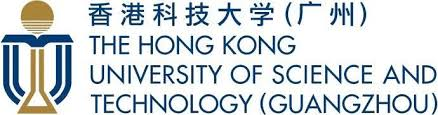 香港科技大学(广州)
THE HONG KONG
UNIVERSITY OF SCIENCE AND
TECHNOLOGY (GUANGZHOU)